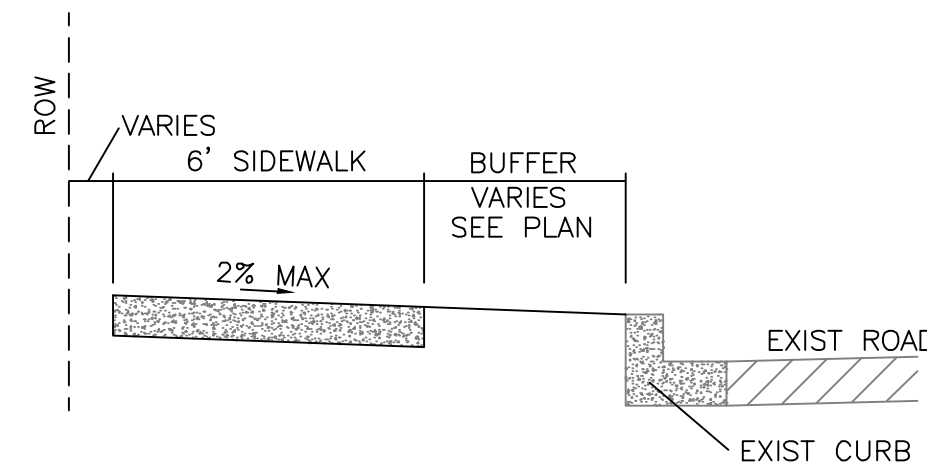 ROW
VARIES
6' SIDEWALK
BUFFER
VARIES
SEE PLAN
2% MAX
EXIST ROAD
EXIST CURB